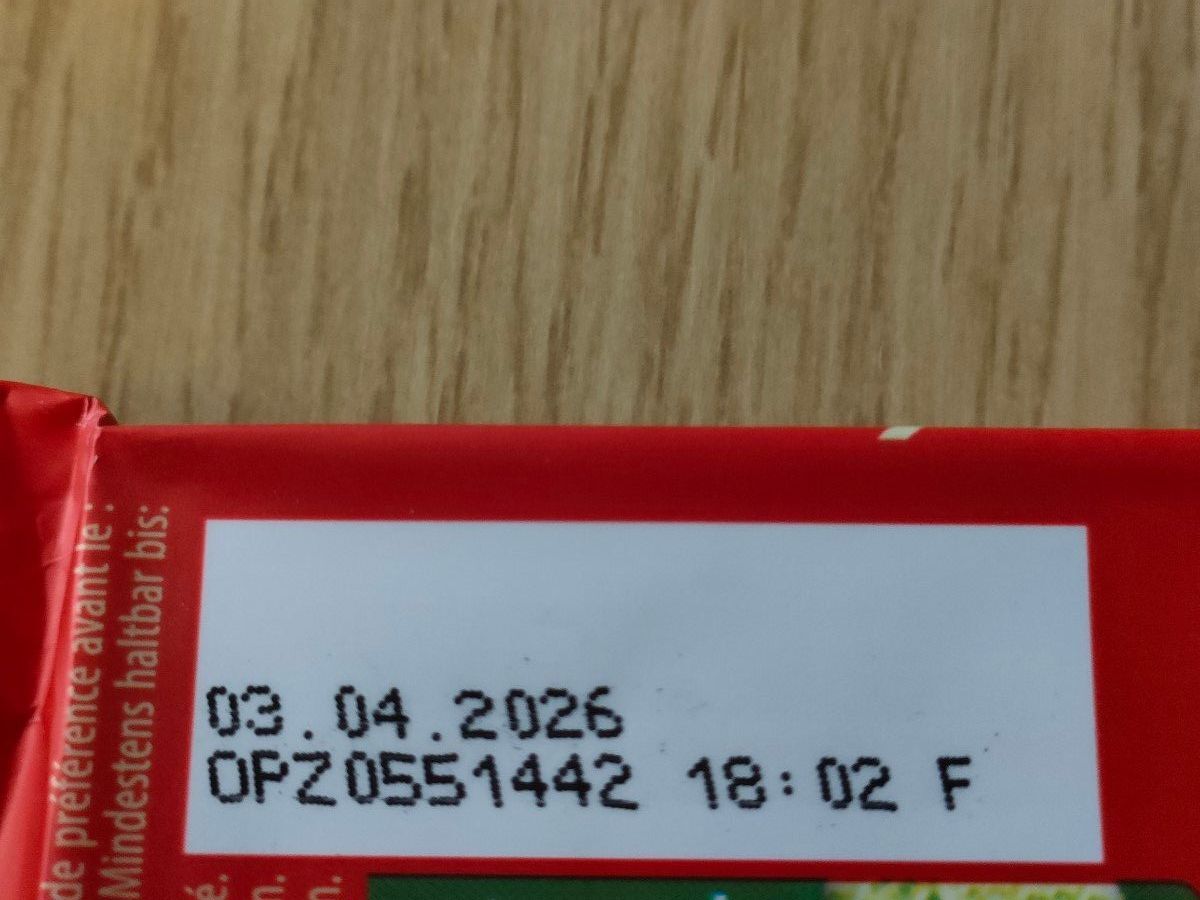 de préférence avant le :
Mindestens haltbar bis:
03.04.2026
OPZ0551442 18:02 F
é.
n.
n.